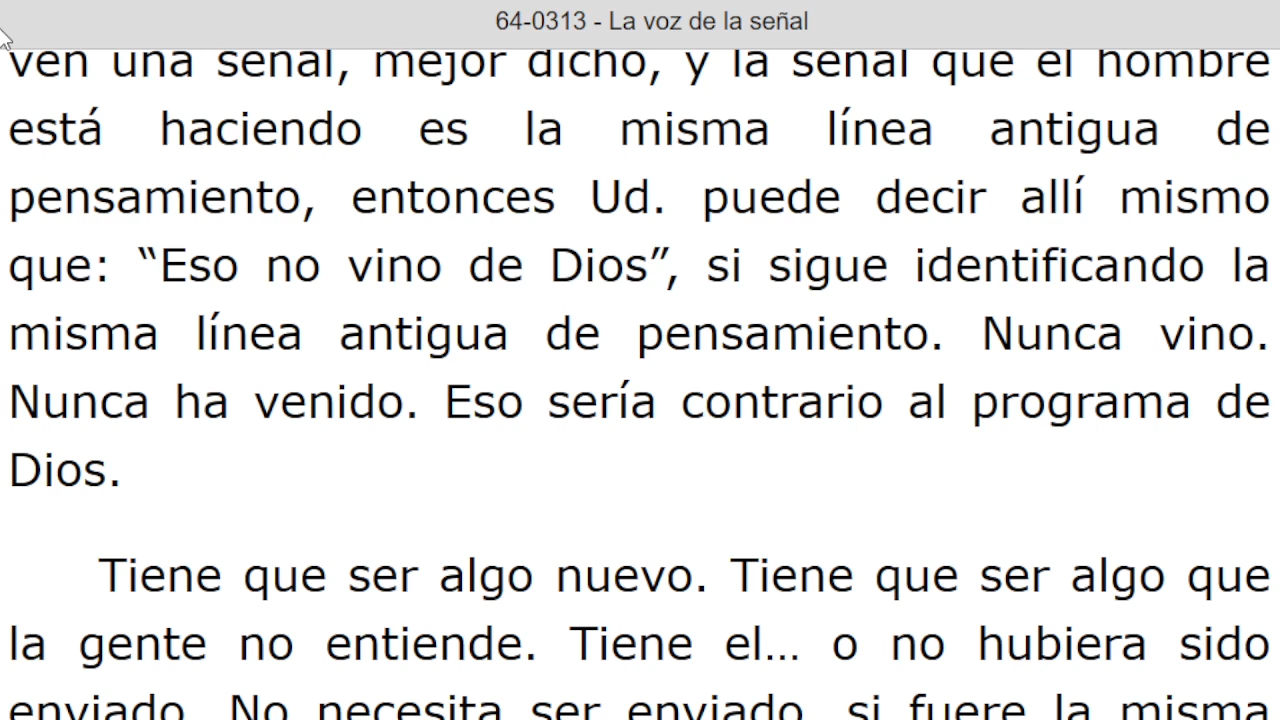 64-0313 - La voz de la señal
ven una señal, mejor dicho, y la señal que el hombre
está haciendo es la misma línea antigua de
pensamiento, entonces Ud. puede decir allí mismo
que: “Eso no vino de Dios”, si sigue identificando la
misma línea antigua de pensamiento. Nunca vino.
Nunca ha venido. Eso sería contrario al programa de
Dios.
Tiene que ser algo nuevo. Tiene que ser algo que
la gente no entiende. Tiene el… o no hubiera sido
enviado. No necesita ser enviado, si fuere la misma